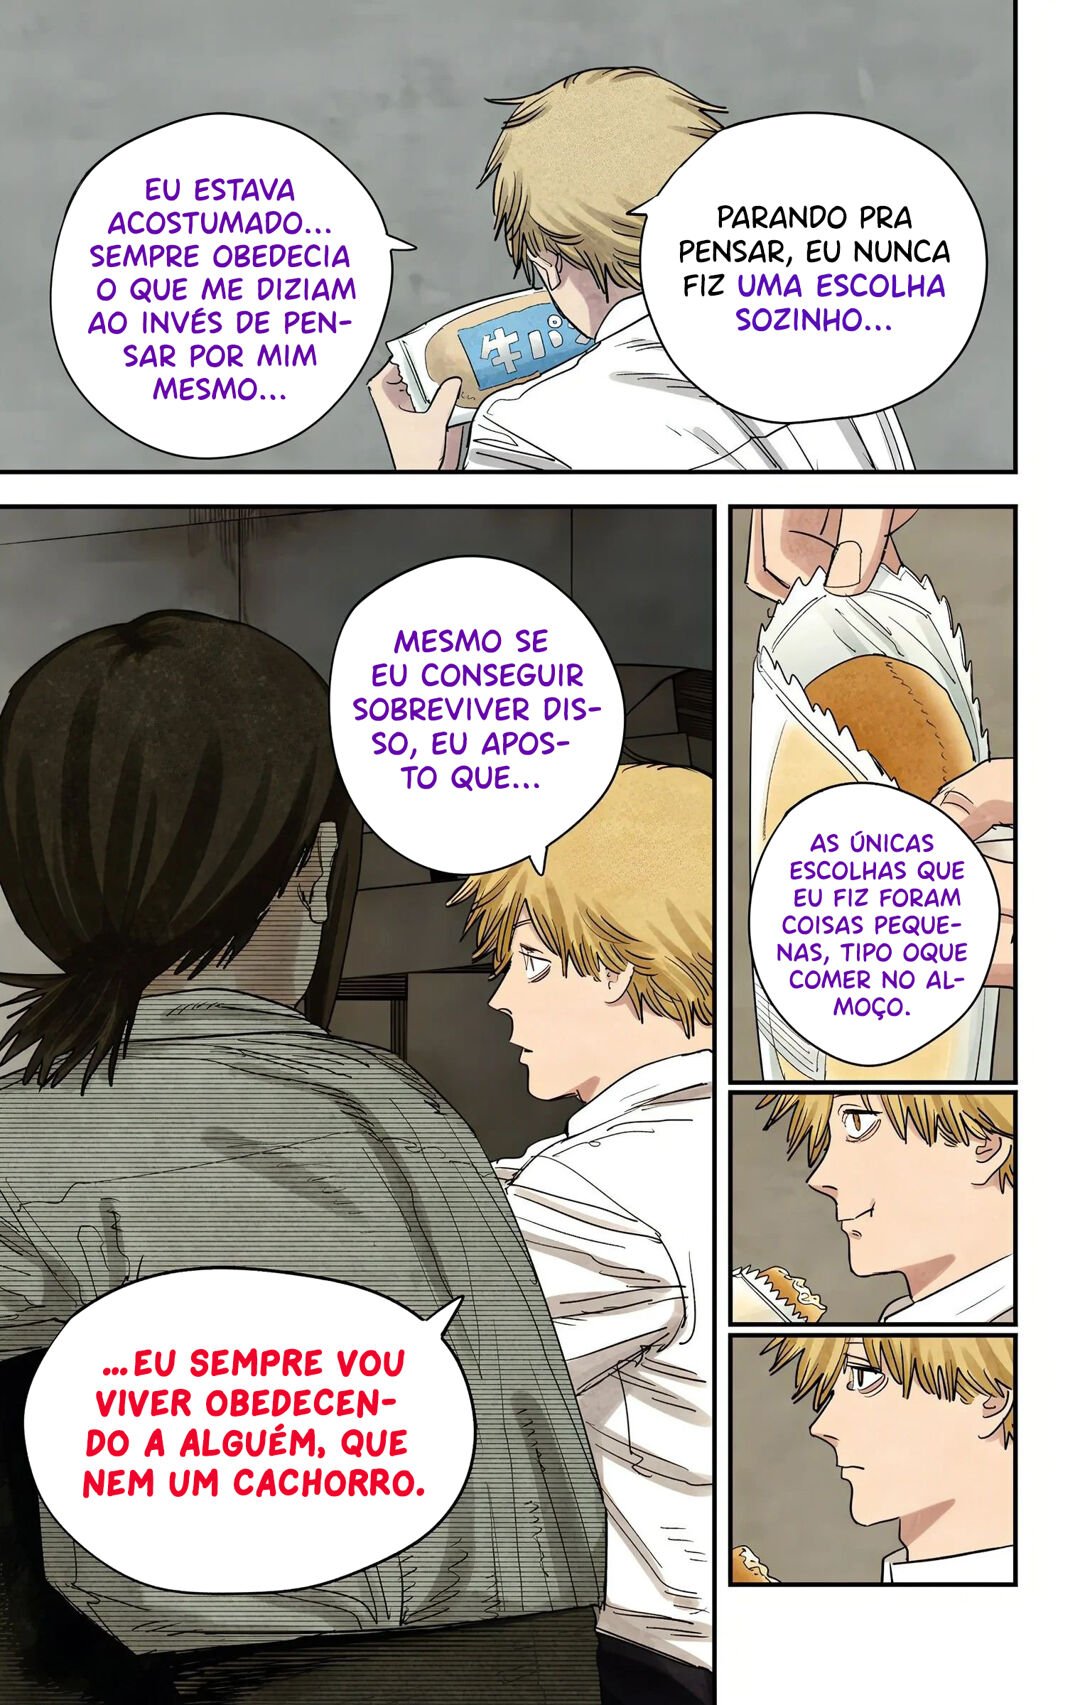 PARANDO PRA
PENSAR, EU NUNCA
FIZ UMA ESCOLHA
SOZINHO...
EU ESTAVA
ACOSTUMADO...
SEMPRE OBEDECIA
O QUE ME DIZIAM
AO INVÉS DE PEN-
SAR POR MIM
MESMO...
牛パ
AS ÚNICAS
ESCOLHAS QUE
EU FIZ FORAM
COISAS PEQUE-
NAS, TIPO OQUE
COMER NO AL-
MOÇO.
MESMO SE
EU CONSEGUIR
SOBREVIVER DIS-
SO, EU APOS-
TO QUE...
...EU SEMPRE VOU
VIVER OBEDECEN-
DO A ALGUÉM, QUE
NEM UM CACHORRO.